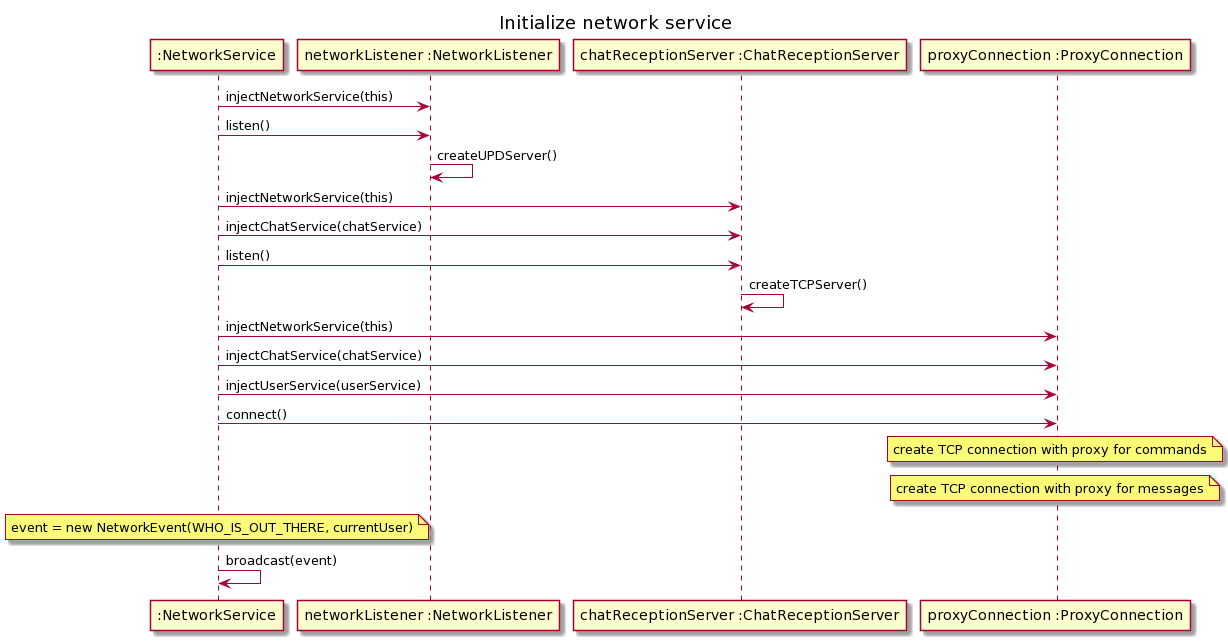 Initialize network service
:NetworkService
networkListener :NetworkListener
chatReceptionServer :ChatReceptionServer
proxyConnection :ProxyConnection
injectNetworkService(this)
listen()
createUPDServer()
injectNetworkService(this)
injectChatService(chatService)
listen()
createTCPServer()
injectNetworkService(this)
injectChatService(chatService)
injectUserService(userService)
connect()
create TCP connection with proxy for commands
create TCP connection with proxy for messages
event = new NetworkEvent(WHO_IS_OUT_THERE, currentUser)
broadcast(event)
:NetworkService
networkListener :NetworkListener
chatReceptionServer :ChatReceptionServer
proxyConnection :ProxyConnection